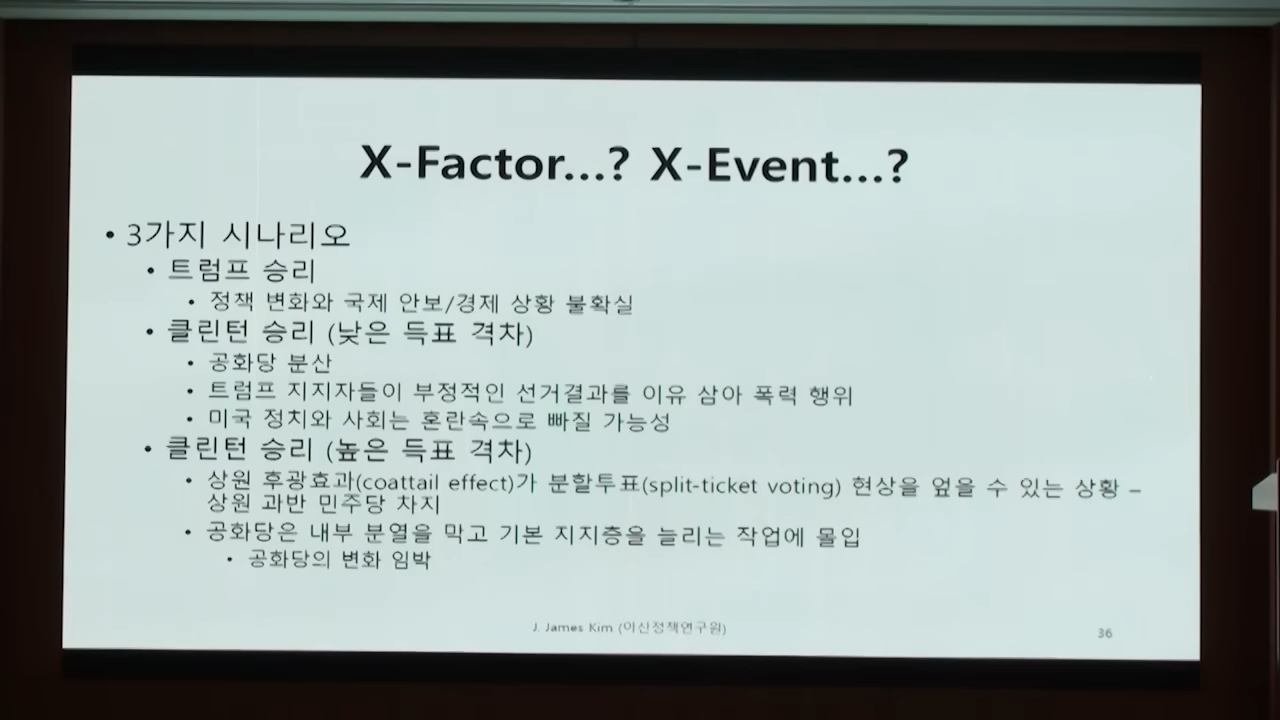 X-Factor...? X-Event...?
• 3가지 시나리오
• 트럼프 승리
• 정책 변화와 국제 안보/경제 상황 불확실
• 클린턴 승리 (낮은 득표 격차)
• 공화당 분산
• 트럼프 지지자들이 부정적인 선거결과를 이유 삼아 폭력 행위
• 미국 정치와 사회는 혼란속으로 빠질 가능성
• 클린턴 승리 (높은 득표 격차)
• 상원 후광효과(coattail effect)가 분할투표(split-ticket voting) 현상을 엎을 수 있는 상황 –
상원 과반 민주당 차지
• 공화당은 내부 분열을 막고 기본 지지층을 늘리는 작업에 몰입
• 공화당의 변화 임박
J. James Kim (아산정책연구원)
36